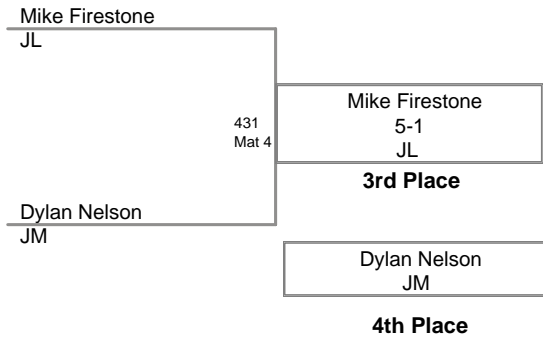 Mike Firestone
JL
431
Mat 4
Mike Firestone
5-1
JL
3rd Place
Dylan Nelson
JM
Dylan Nelson
JM
4th Place